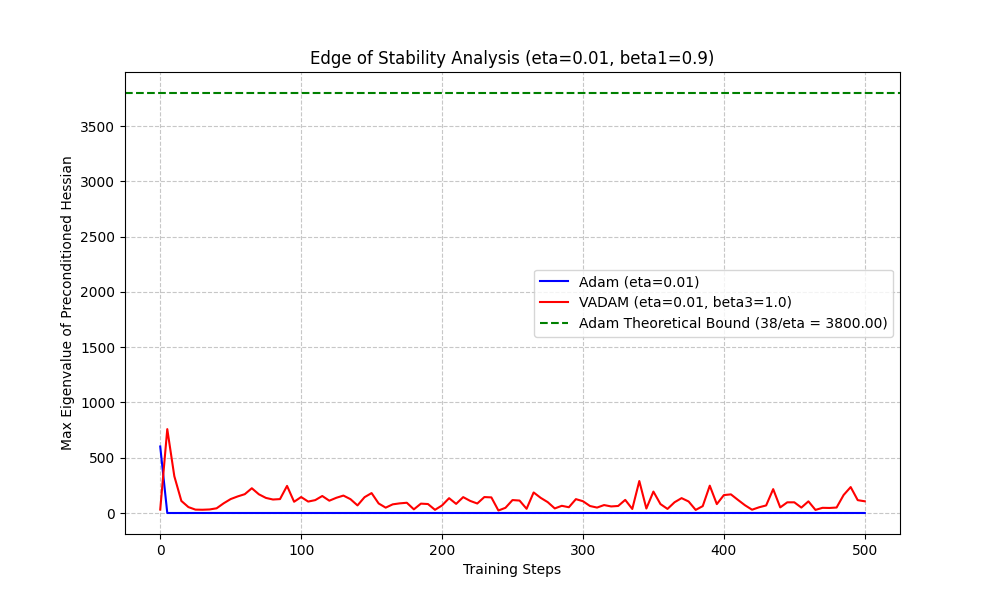 Edge of Stability Analysis (eta=0.01, beta1=0.9)
Max Eigenvalue of Preconditioned Hessian
3500
3000
2500
2000
1500
1000
500
0
Adam (eta=0.01)
VADAM (eta=0.01, beta3=1.0)
Adam Theoretical Bound (38/eta = 3800.00)
0 100 200 300 400 500
Training Steps